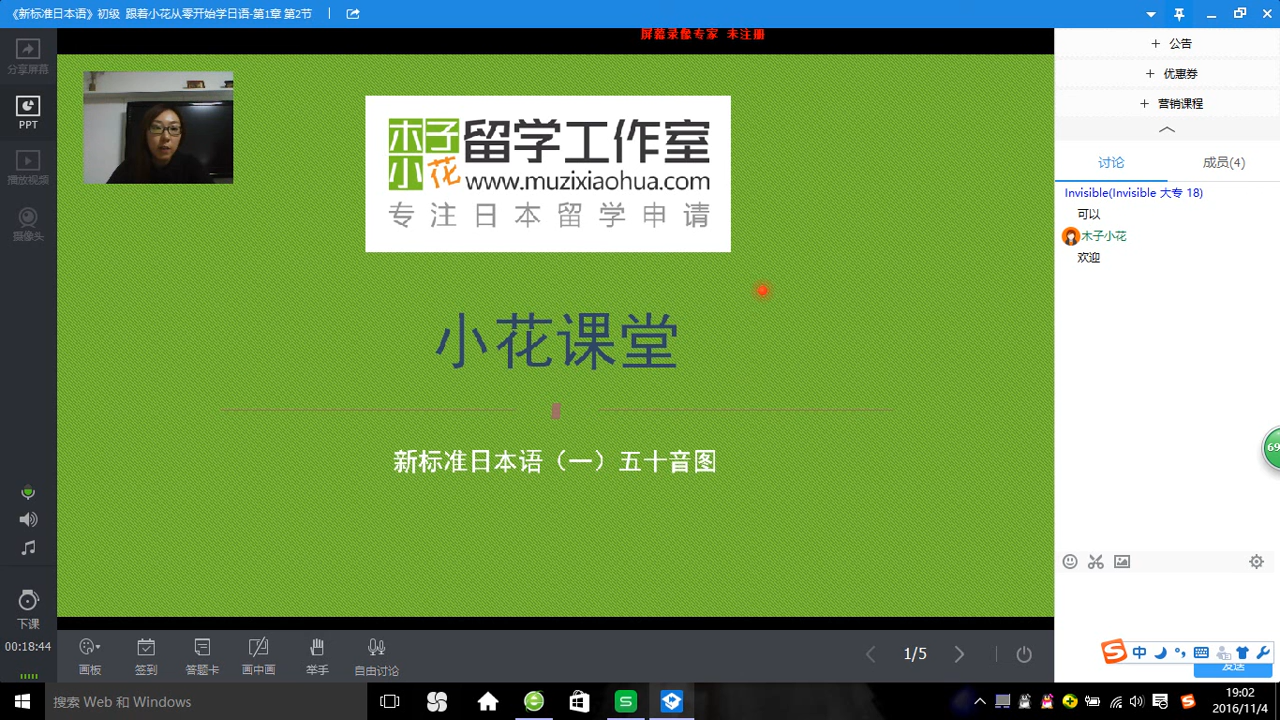 《新标准日本语》初级 跟着小花从零开始学日语-第1章 第2节
屏幕录像专家 未注册
分享屏幕
PPT
播放视频
摄像头
下课
00:18:44
木子小花留学工作室
www.muzixiaohua.com
专注日本留学申请
小花课堂
新标准日本语（一）五十音图
画板
签到
答题卡
画中画
举手
自由讨论
1/5
+ 公告
+ 优惠券
+ 营销课程
讨论
成员(4)
Invisible(Invisible 大专 18)
可以
木子小花
欢迎
69
中
发送
搜索 Web 和 Windows
19:02
2016/11/4